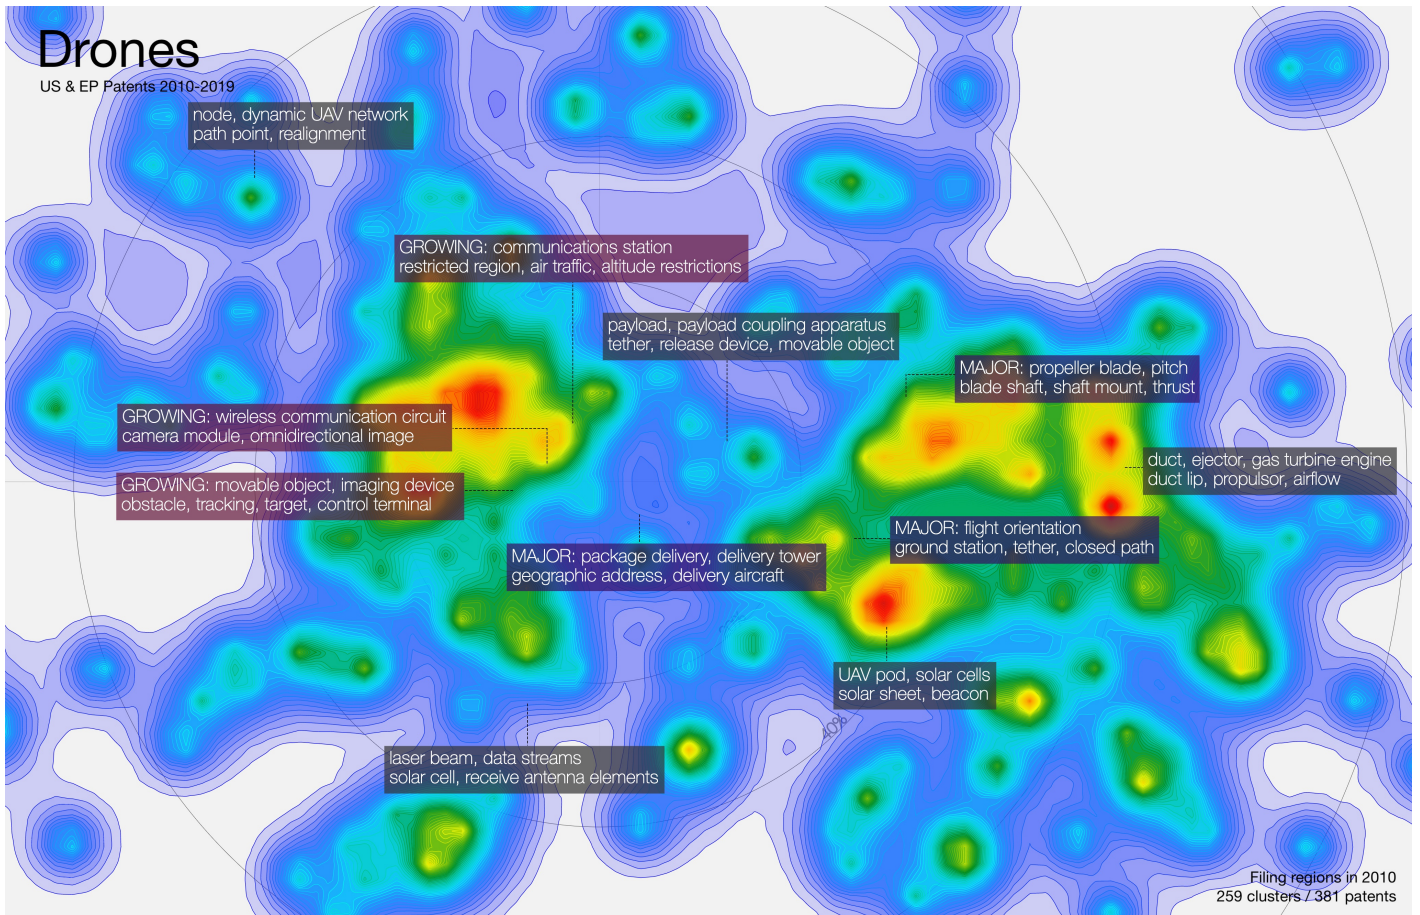 Drones
US & EP Patents 2010-2019
node, dynamic UAV network
path point, realignment
GROWING: communications station
restricted region, air traffic, altitude restrictions
payload, payload coupling apparatus
tether, release device, movable object
MAJOR: propeller blade, pitch
blade shaft, shaft mount, thrust
GROWING: wireless communication circuit
camera module, omnidirectional image
duct, ejector, gas turbine engine
duct lip, propulsor, airflow
GROWING: movable object, imaging device
obstacle, tracking, target, control terminal
MAJOR: flight orientation
ground station, tether, closed path
MAJOR: package delivery, delivery tower
geographic address, delivery aircraft
UAV pod, solar cells
solar sheet, beacon
40%
laser beam, data streams
solar cell, receive antenna elements
Filing regions in 2010
259 clusters / 381 patents